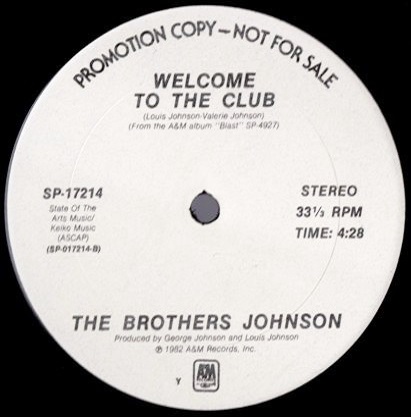 PROMOTION COPY—NOT FOR SALE
WELCOME
TO THE CLUB
(Louis Johnson-Valerie Johnson)
(From the A&M album "Blast" SP-4927)
SP-17214
State Of The
Arts Music/
Keiko Music
(ASCAP)
(SP-017214-B)
STEREO
33⅓ RPM
TIME: 4:28
THE BROTHERS JOHNSON
Produced by George Johnson and Louis Johnson
℗ 1982 A&M Records, Inc.
Y
A&M
RECORDS